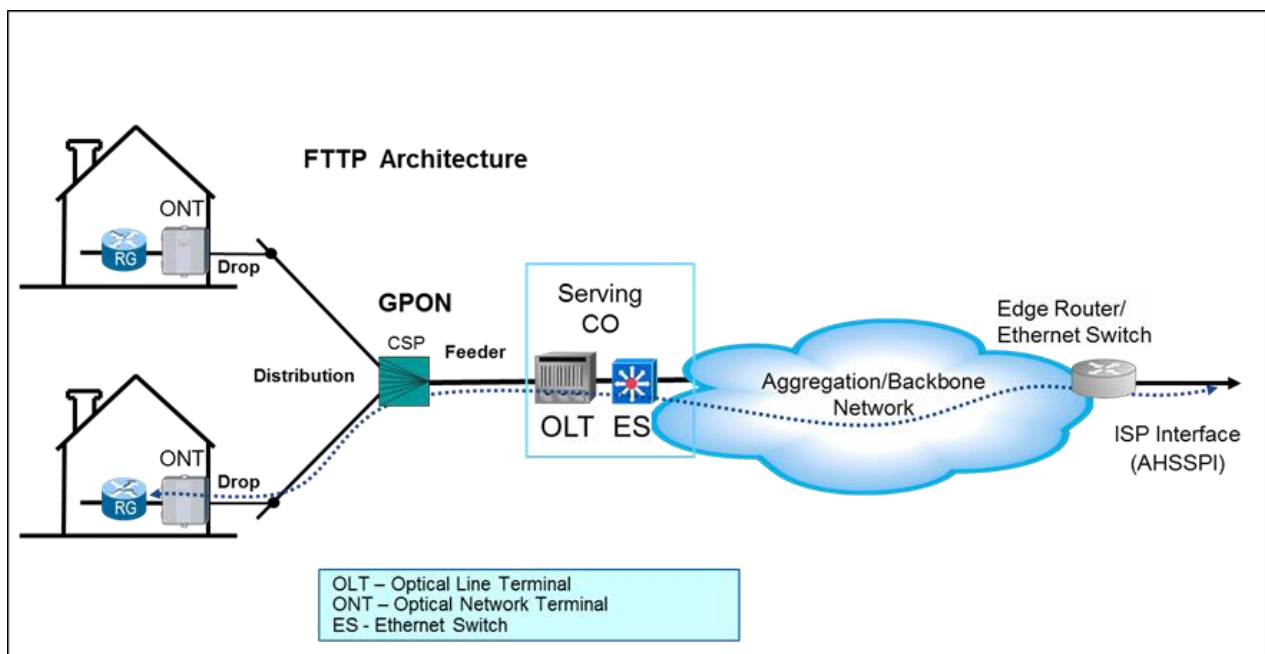 FTTP Architecture
ONT
RG
Drop
GPON
CSP
Feeder
Distribution
Serving
CO
OLT
ES
Aggregation/Backbone
Network
Edge Router/
Ethernet Switch
ISP Interface
(AHSSPI)
ONT
RG
Drop
OLT – Optical Line Terminal
ONT – Optical Network Terminal
ES - Ethernet Switch